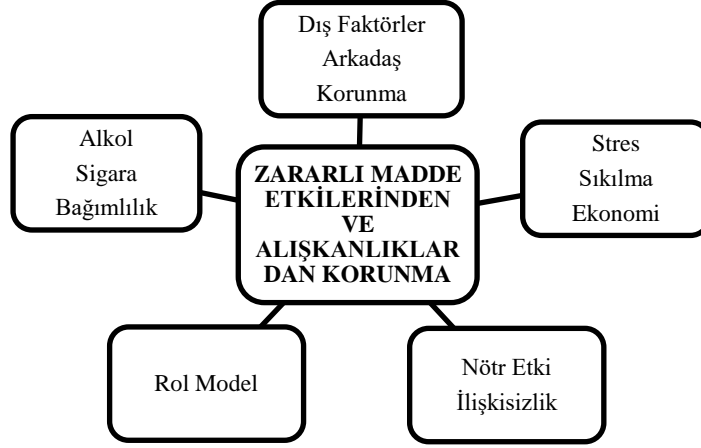 Dış Faktörler
Arkadaş
Korunma
Alkol
Sigara
Bağımlılık
ZARARLI MADDE
ETKİLERİNDEN
VE
ALIŞKANLIKLAR
DAN KORUNMA
Stres
Sıkılma
Ekonomi
Rol Model
Nötr Etki
İlişkisizlik